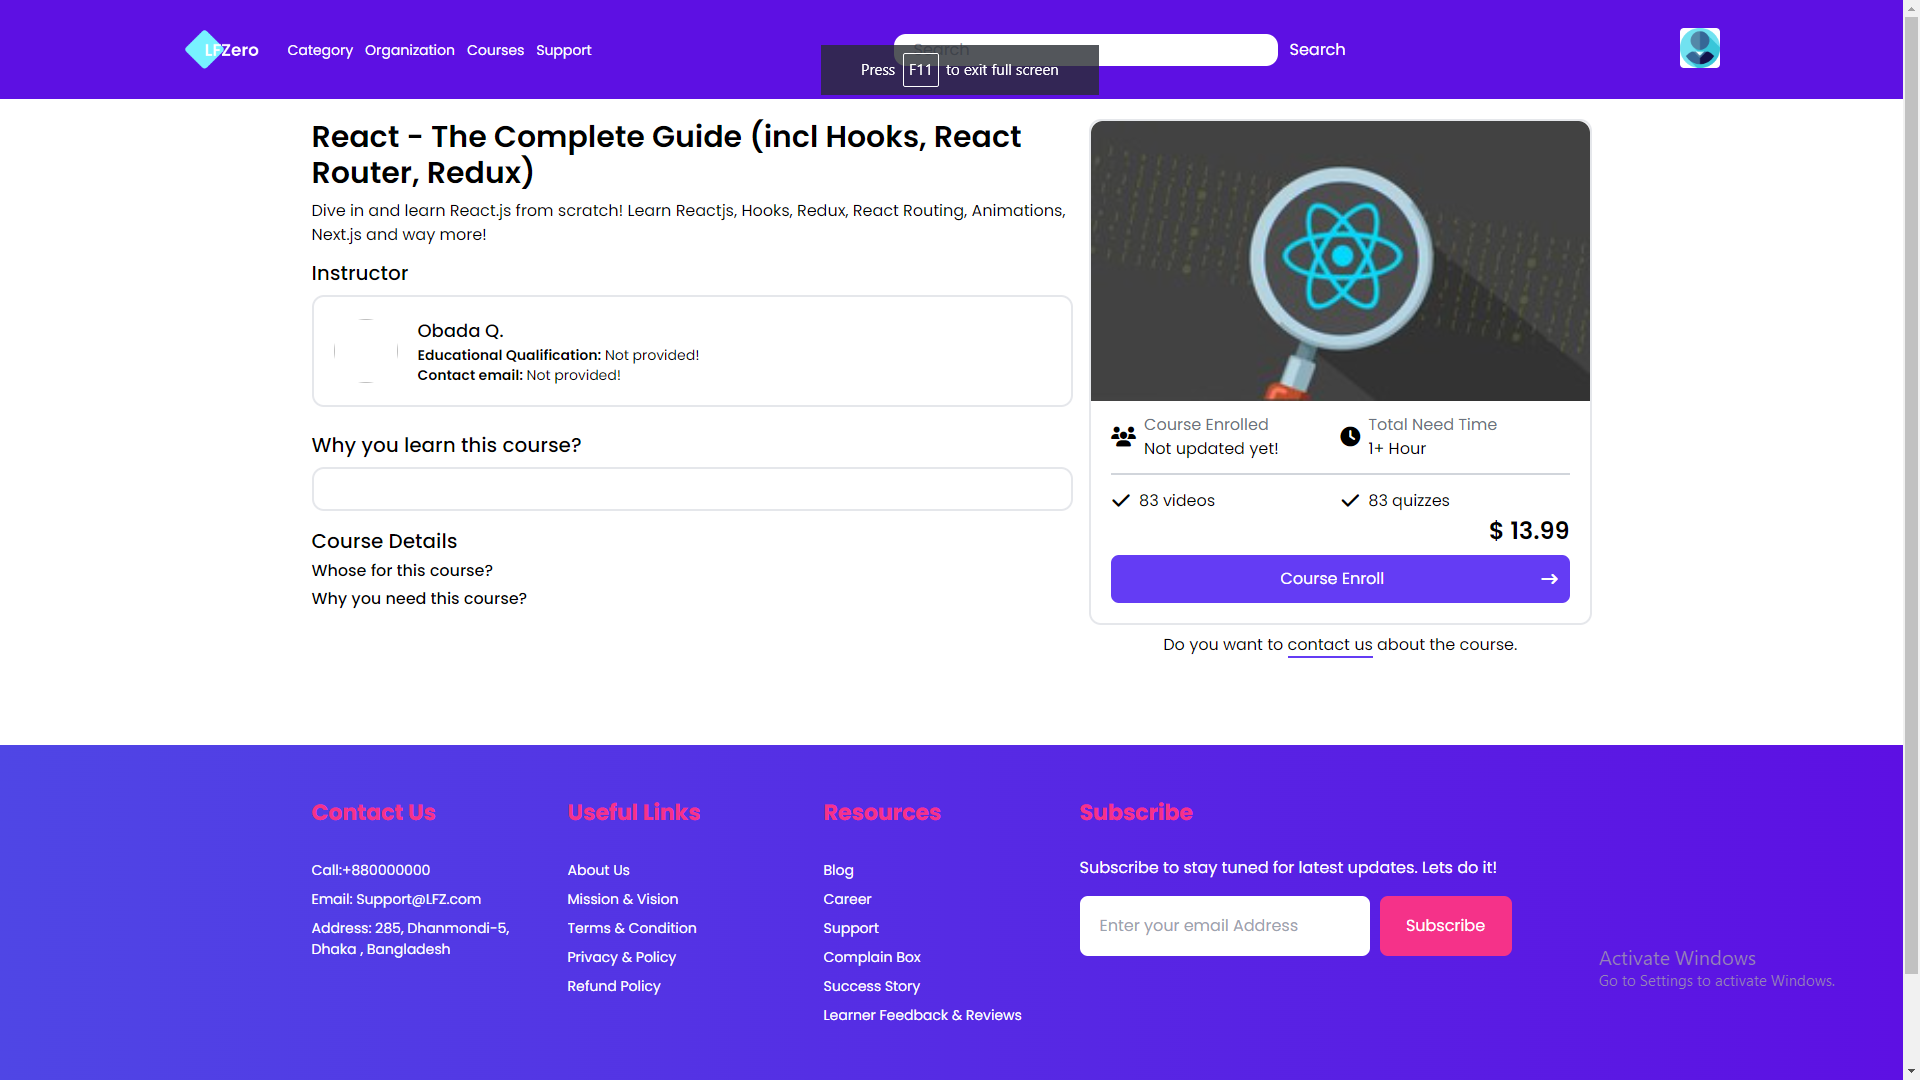 LFZero
Category Organization Courses Support
Search
Search
Press F11 to exit full screen
React - The Complete Guide (incl Hooks, React
Router, Redux)
Dive in and learn React.js from scratch! Learn Reactjs, Hooks, Redux, React Routing, Animations,
Next.js and way more!
Instructor
Obada Q.
Educational Qualification: Not provided!
Contact email: Not provided!
Why you learn this course?
Course Details
Whose for this course?
Why you need this course?
Course Enrolled
Not updated yet!
Total Need Time
1+ Hour
83 videos
83 quizzes
$ 13.99
Course Enroll
Do you want to contact us about the course.
Contact Us
Call:+880000000
Email: Support@LFZ.com
Address: 285, Dhanmondi-5,
Dhaka , Bangladesh
Useful Links
About Us
Mission & Vision
Terms & Condition
Privacy & Policy
Refund Policy
Resources
Blog
Career
Support
Complain Box
Success Story
Learner Feedback & Reviews
Subscribe
Subscribe to stay tuned for latest updates. Lets do it!
Enter your email Address
Subscribe
Activate Windows
Go to Settings to activate Windows.